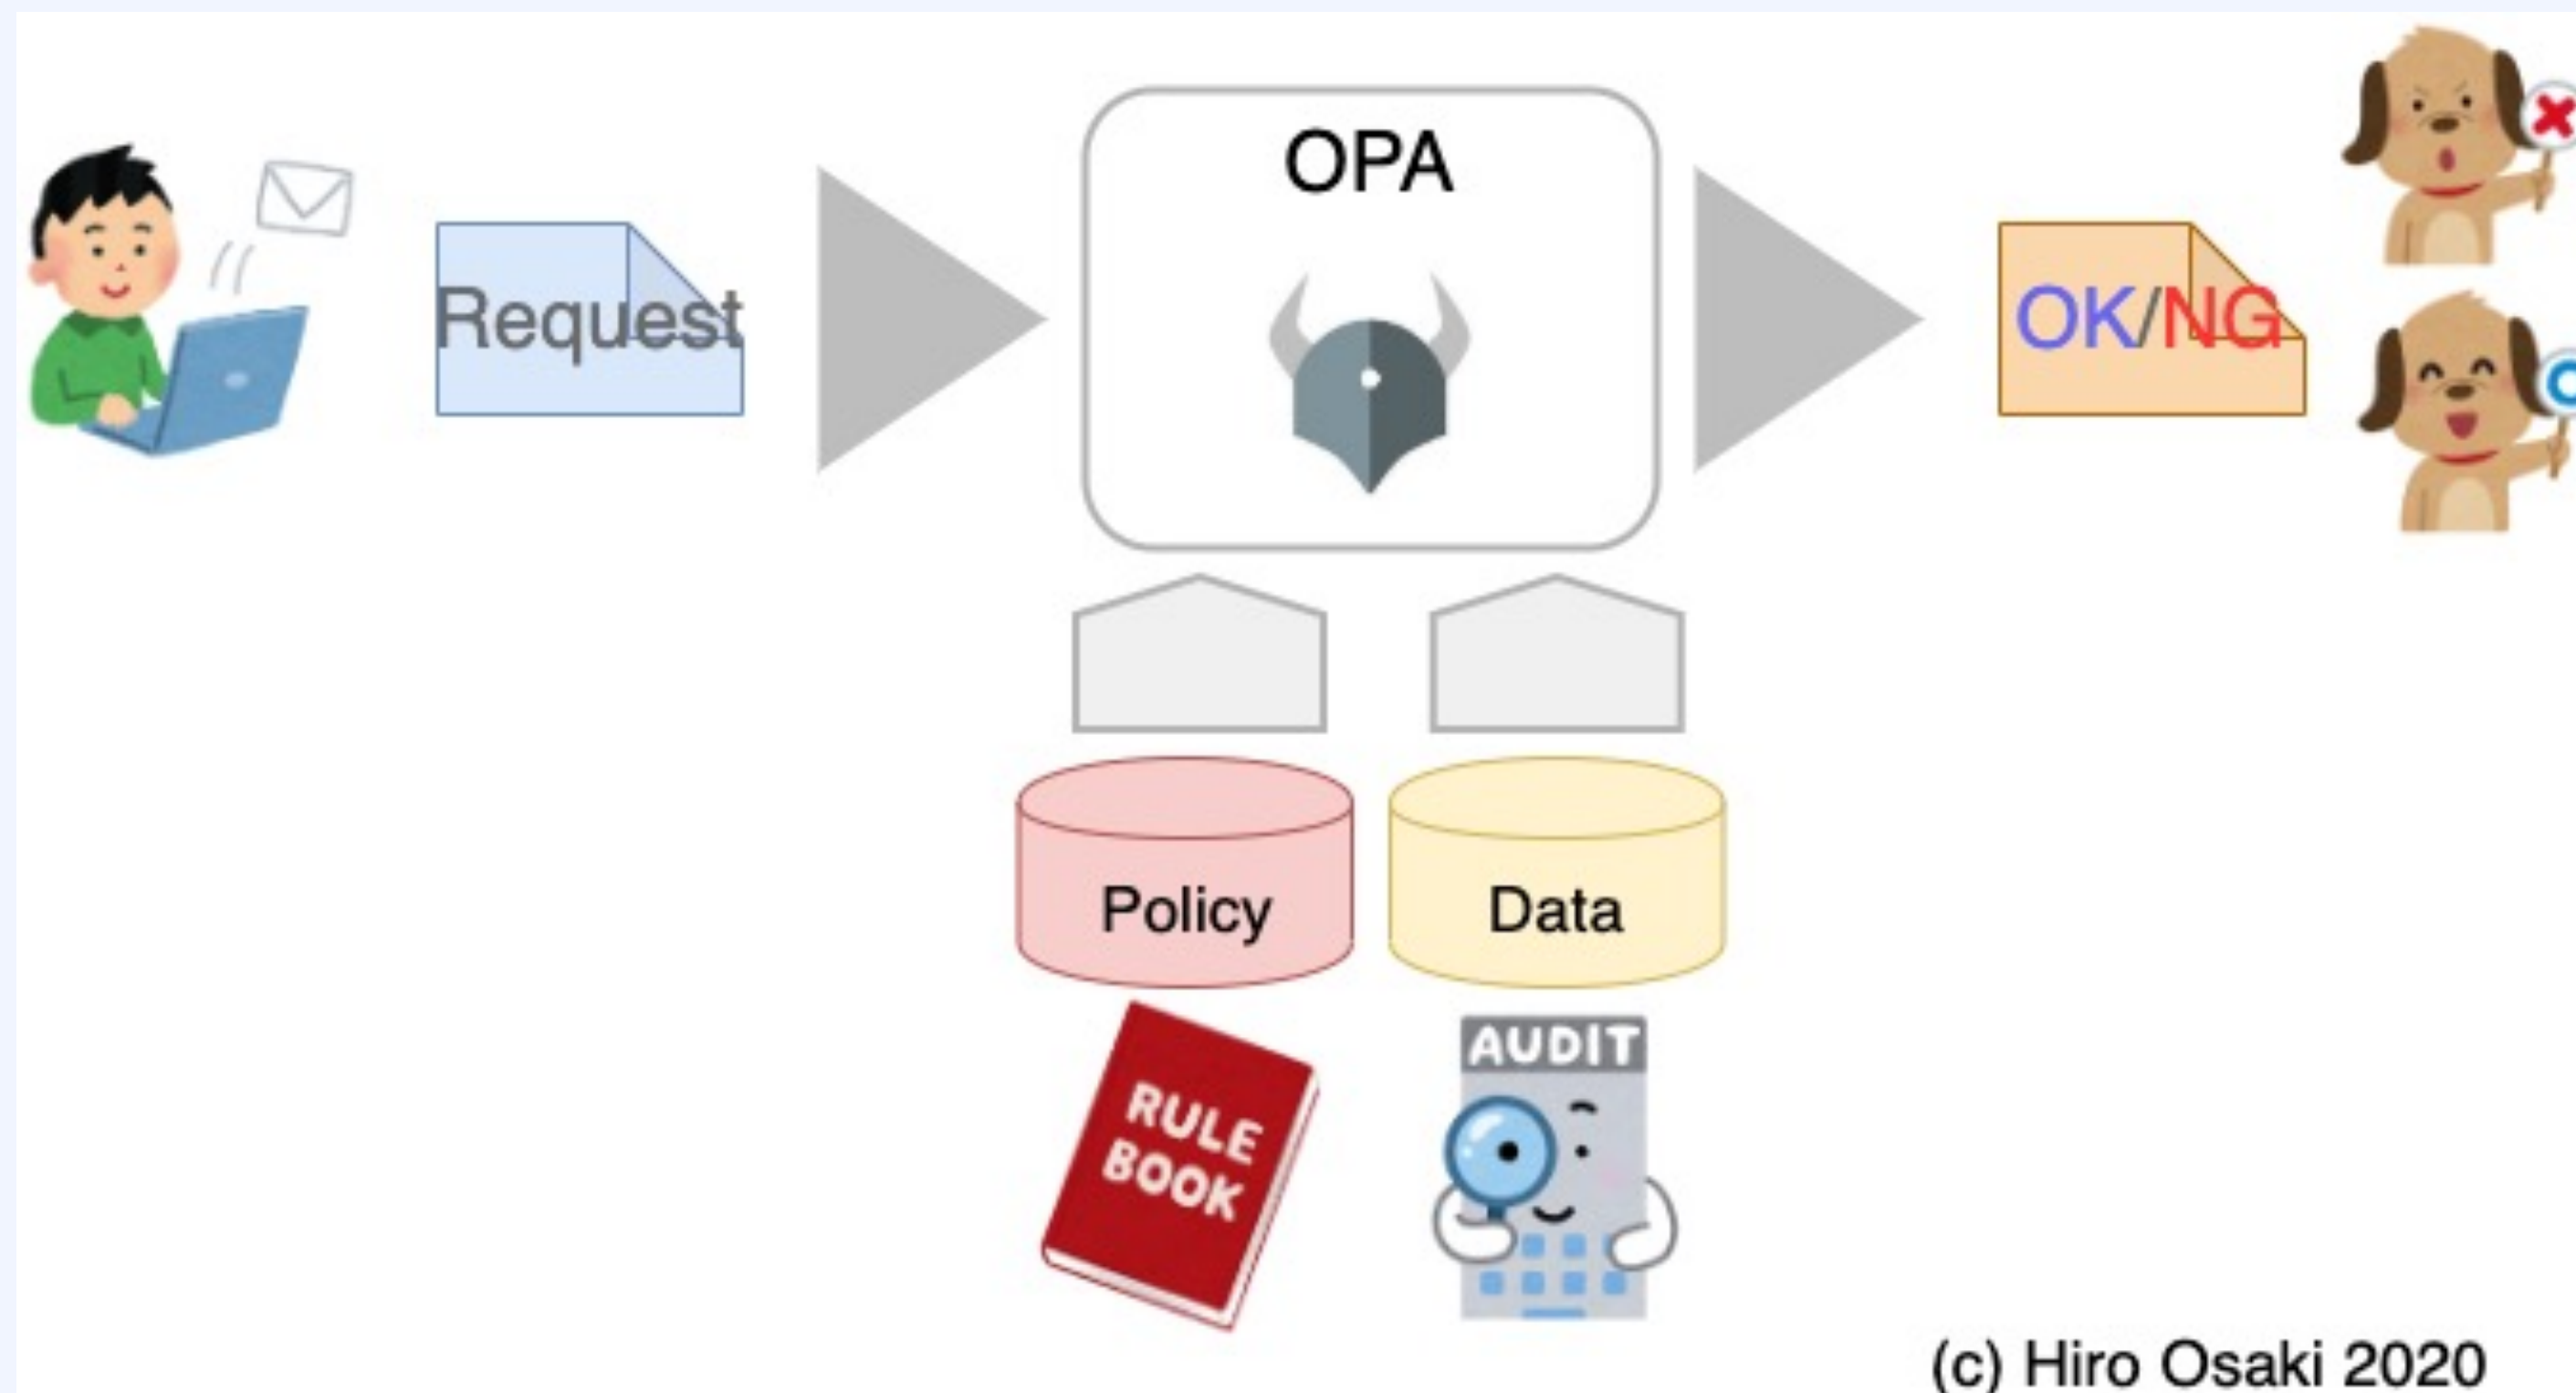 OPA
Request
OK/NG
Policy
Data
RULE
BOOK
AUDIT
(c) Hiro Osaki 2020